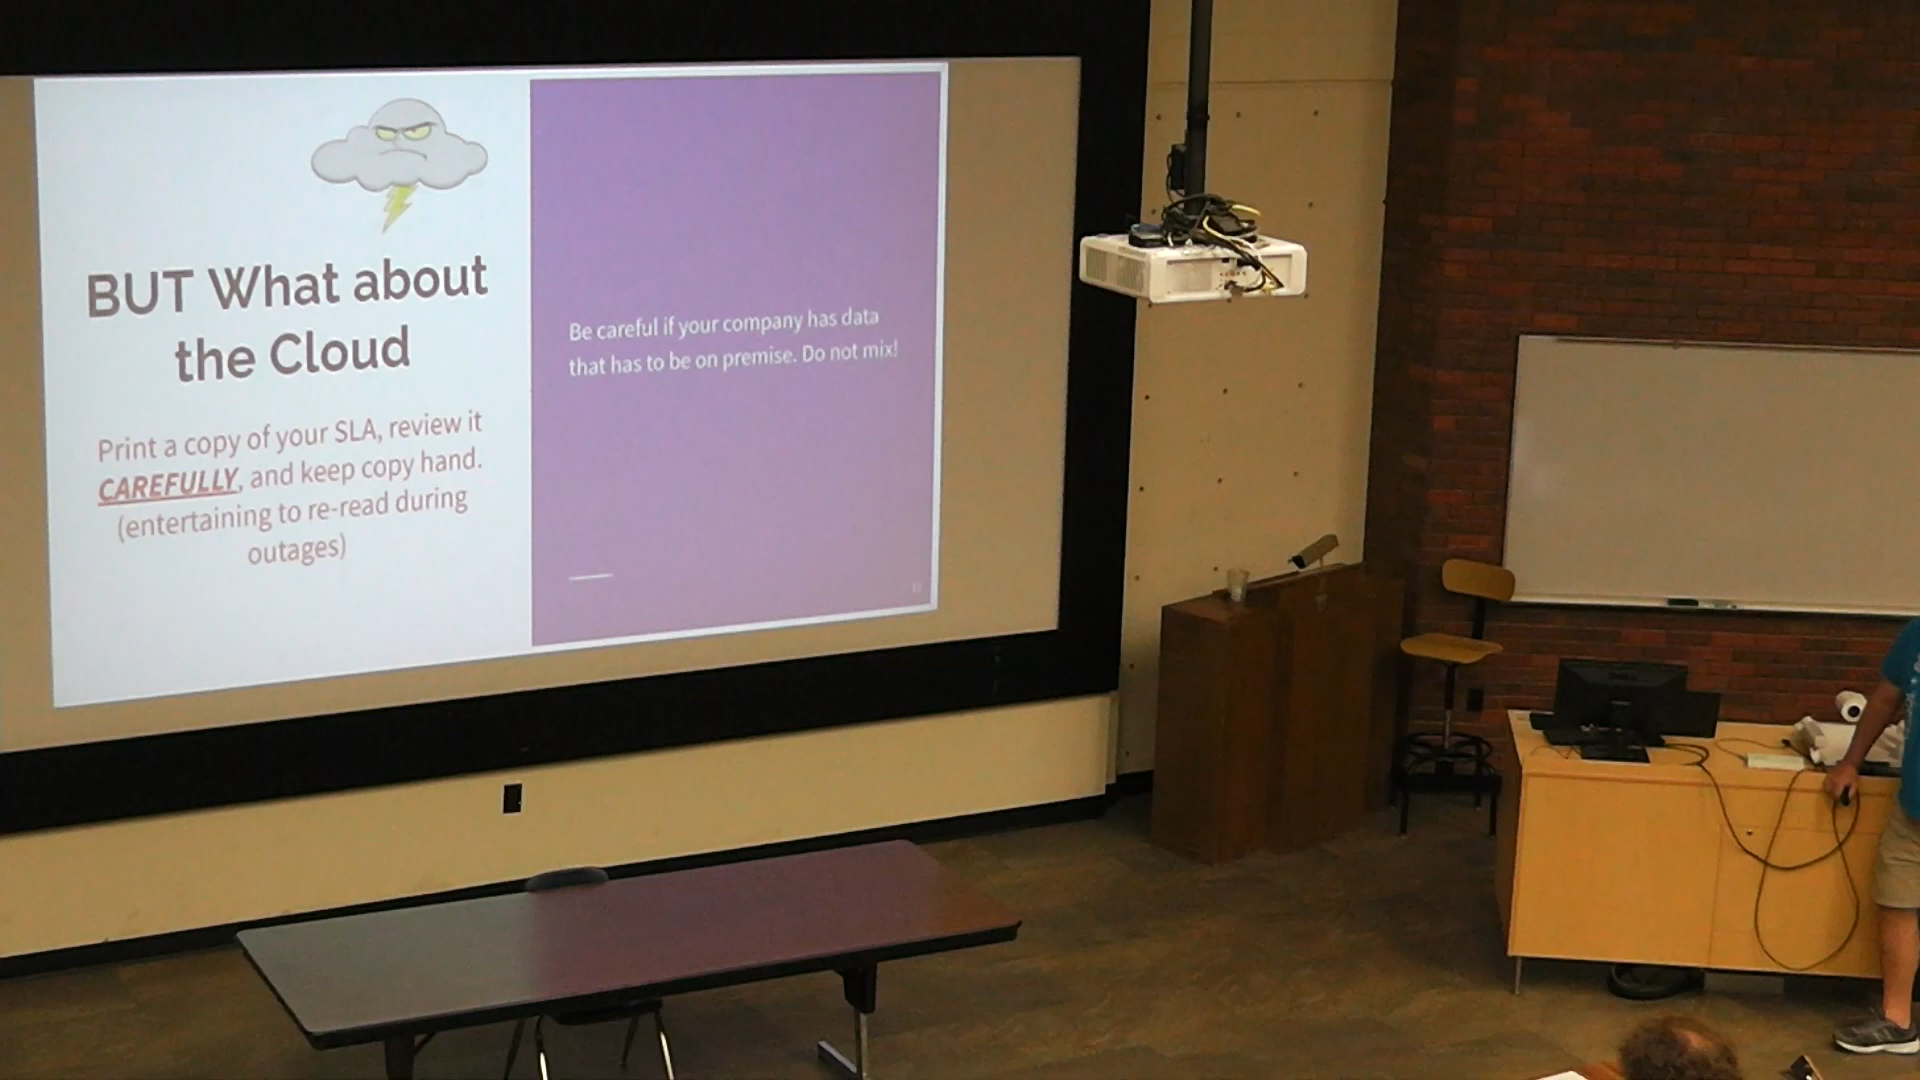 BUT What about
the Cloud
Print a copy of your SLA, review it
CAREFULLY, and keep copy hand.
(entertaining to re-read during
outages)
Be careful if your company has data
that has to be on premise. Do not mix!